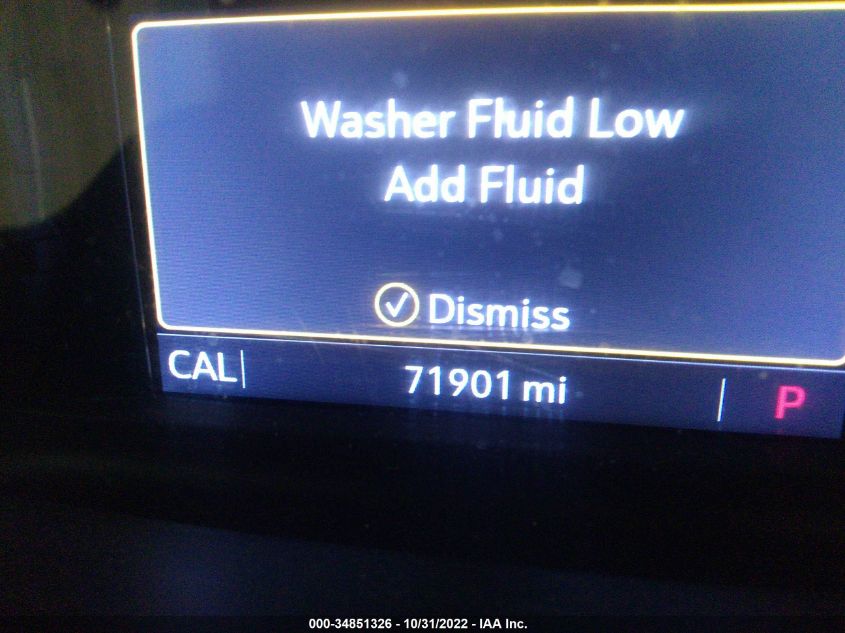 Washer Fluid Low
Add Fluid
Dismiss
CAL 71901 mi P
000-34851326 - 10/31/2022 - IAA Inc.